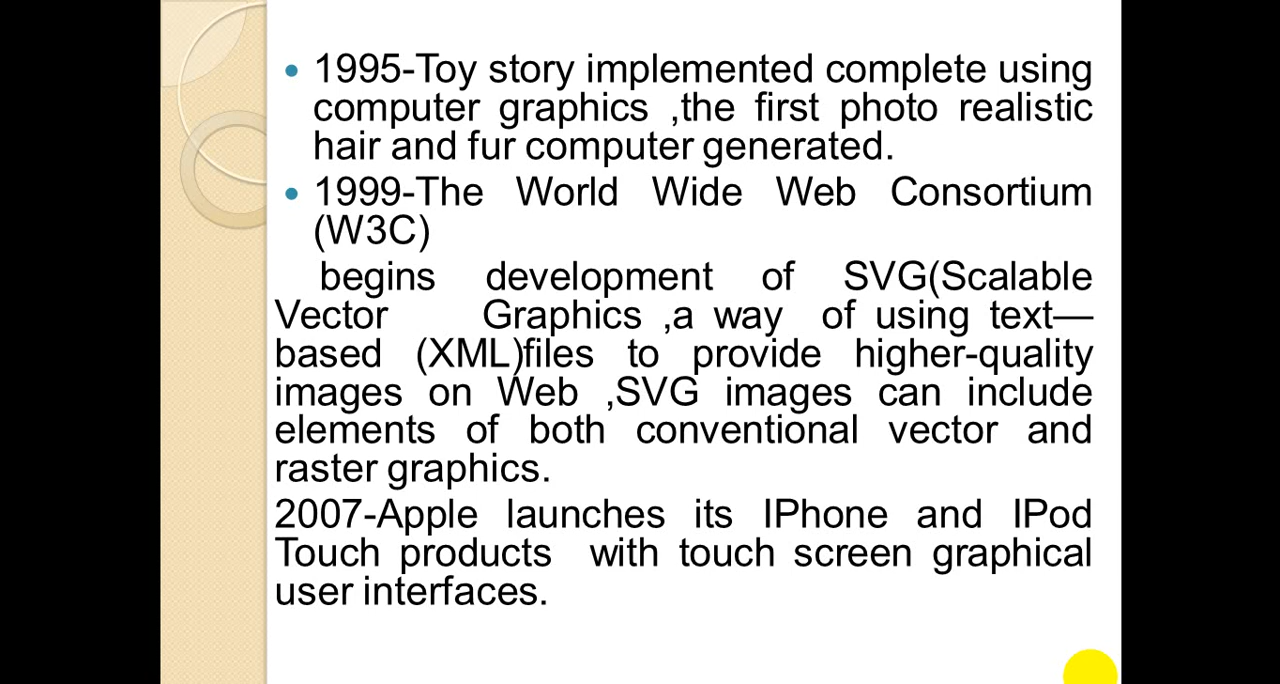 1995-Toy story implemented complete using
computer graphics ,the first photo realistic
hair and fur computer generated.
1999-The World Wide Web Consortium
(W3C)
begins development of SVG(Scalable
Vector Graphics ,a way of using text—
based (XML)files to provide higher-quality
images on Web ,SVG images can include
elements of both conventional vector and
raster graphics.
2007-Apple launches its IPhone and IPod
Touch products with touch screen graphical
user interfaces.